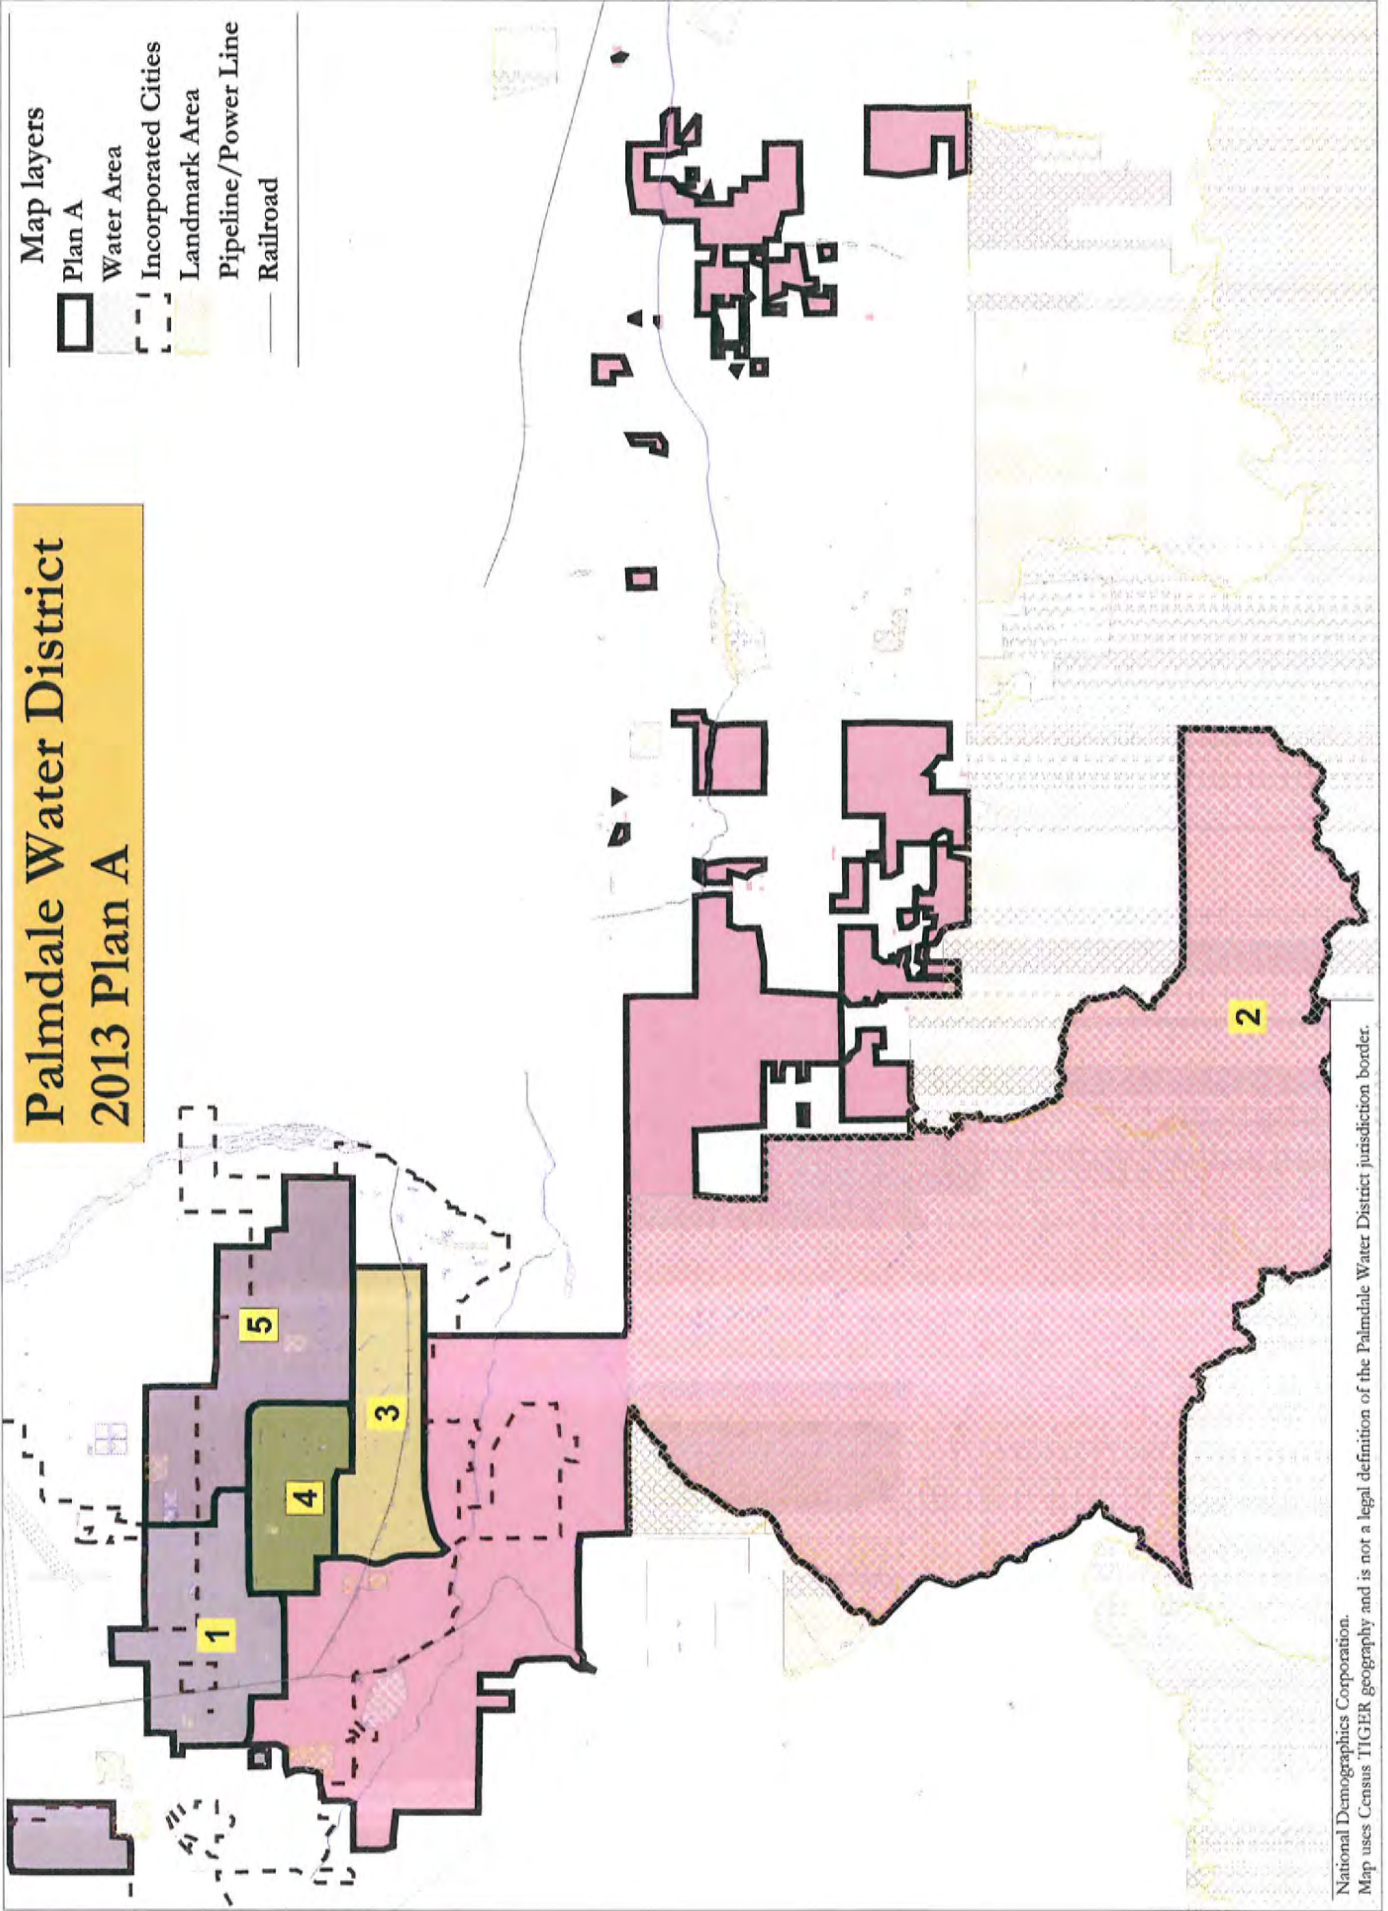 Palmdale Water District
2013 Plan A
Map layers
Plan A
Water Area
Incorporated Cities
Landmark Area
Pipeline/Power Line
Railroad
1
5
4
3
2
National Demographics Corporation.
Map uses Census TIGER geography and is not a legal definition of the Palmdale Water District jurisdiction border.